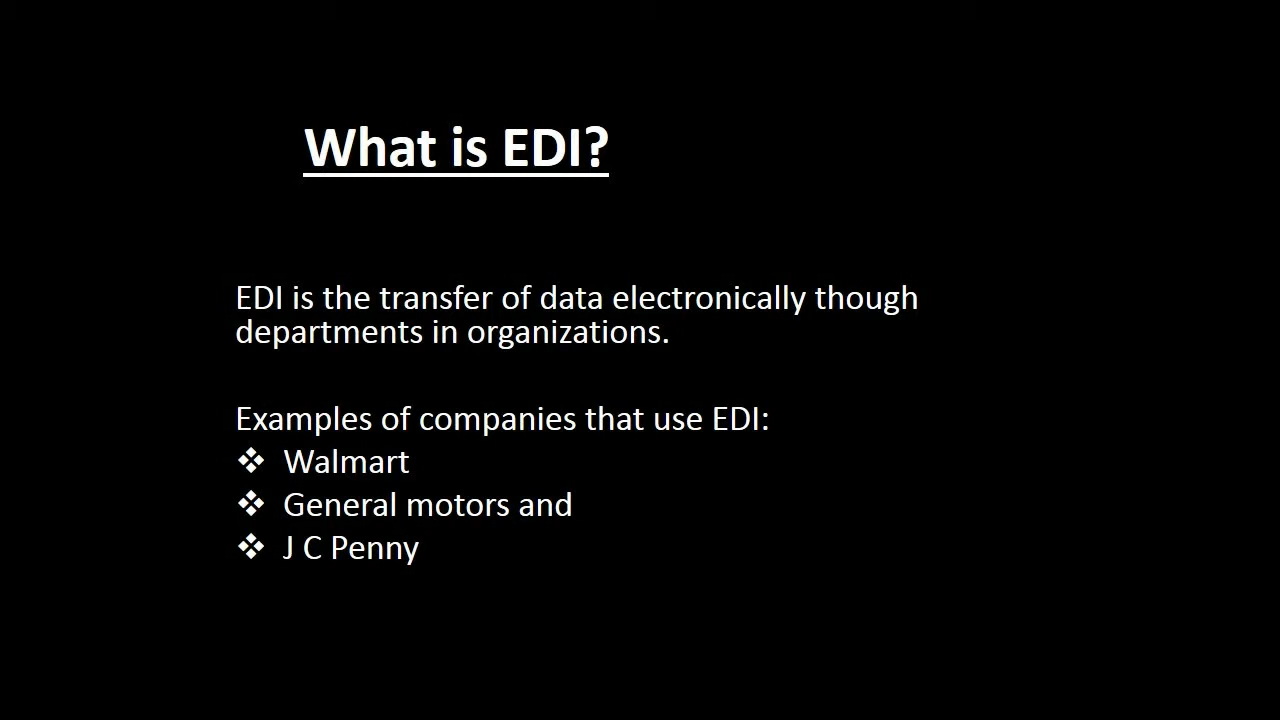 What is EDI?
EDI is the transfer of data electronically though
departments in organizations.
Examples of companies that use EDI:
❖ Walmart
❖ General motors and
❖ J C Penny